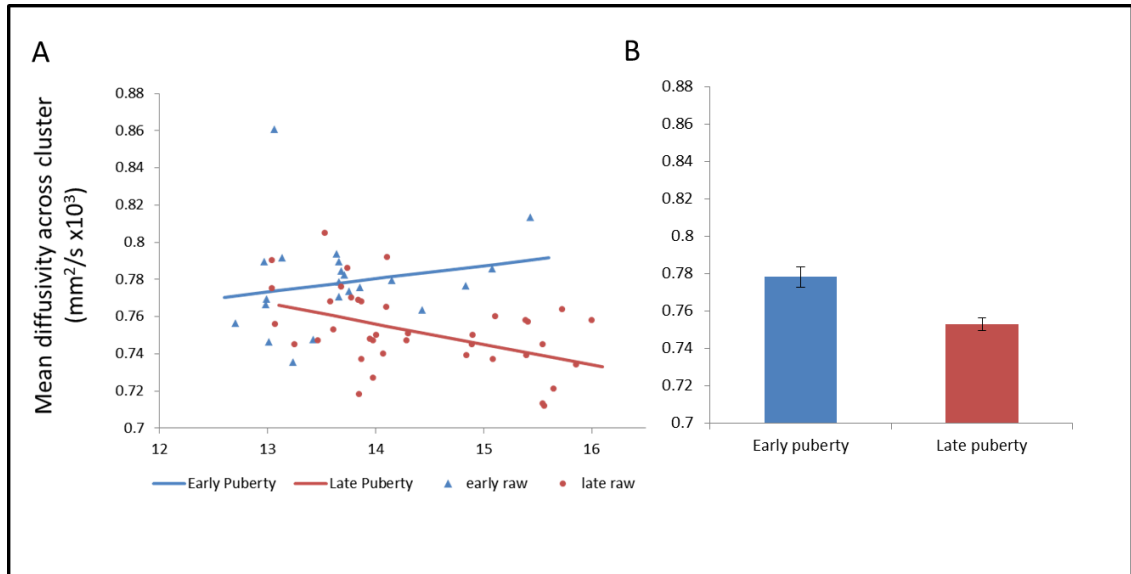 A
B
Mean diffusivity across cluster
(mm²/s x10³)
0.88
0.86
0.84
0.82
0.8
0.78
0.76
0.74
0.72
0.7
12
13
14
15
16
Early Puberty
Late Puberty
early raw
late raw
0.88
0.86
0.84
0.82
0.8
0.78
0.76
0.74
0.72
0.7
Early puberty
Late puberty